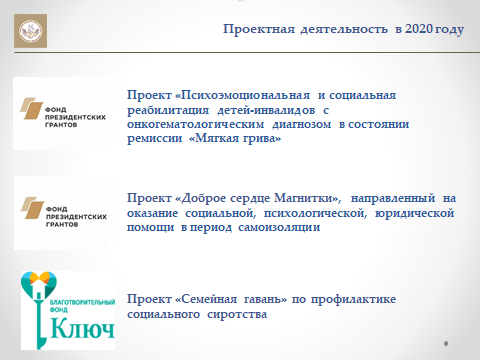 Проектная деятельность в 2020 году
ФОНД
ПРЕЗИДЕНТСКИХ
ГРАНТОВ
Проект «Психоэмоциональная и социальная
реабилитация детей-инвалидов с
онкогематологическим диагнозом в состоянии
ремиссии «Мягкая грива»
ФОНД
ПРЕЗИДЕНТСКИХ
ГРАНТОВ
Проект «Доброе сердце Магнитки», направленный на
оказание социальной, психологической, юридической
помощи в период самоизоляции
БЛАГОТВОРИТЕЛЬНЫЙ
ФОНД
Ключ
Проект «Семейная гавань» по профилактике
социального сиротства